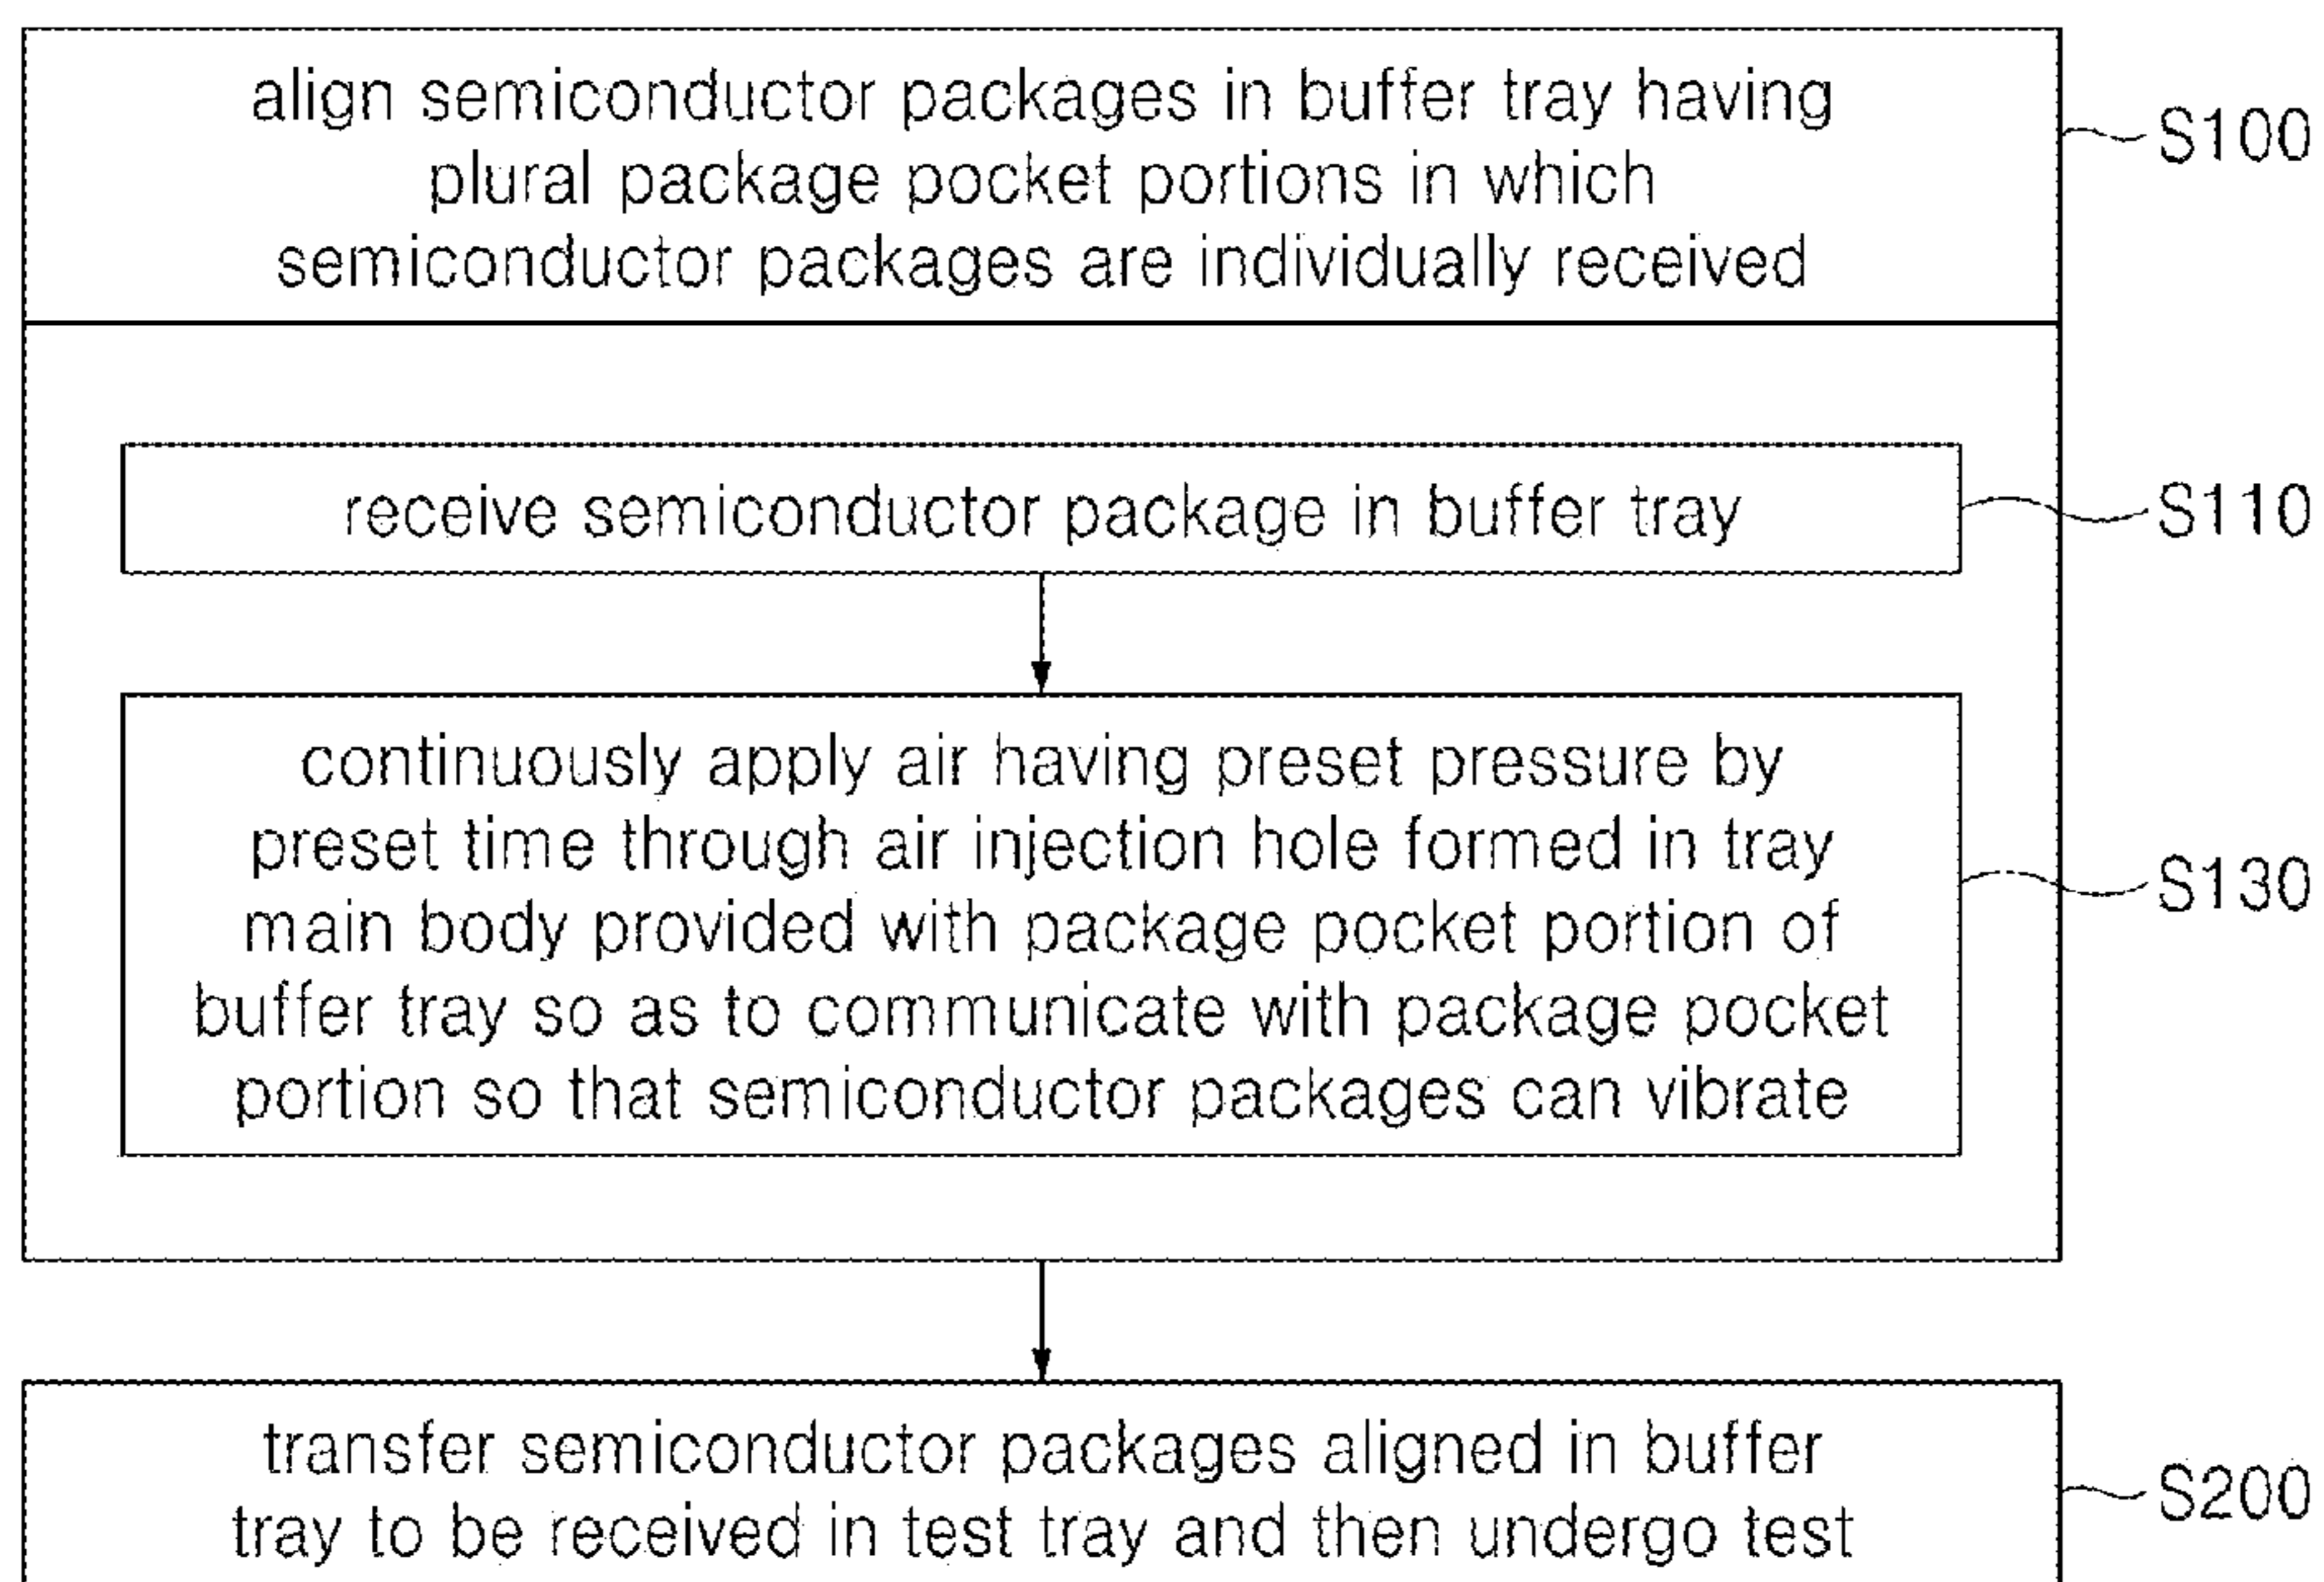 align semiconductor packages in buffer tray having
plural package pocket portions in which
semiconductor packages are individually received
S100
receive semiconductor package in buffer tray
S110
continuously apply air having preset pressure by
preset time through air injection hole formed in tray
main body provided with package pocket portion of
buffer tray so as to communicate with package pocket
portion so that semiconductor packages can vibrate
S130
transfer semiconductor packages aligned in buffer
tray to be received in test tray and then undergo test
S200